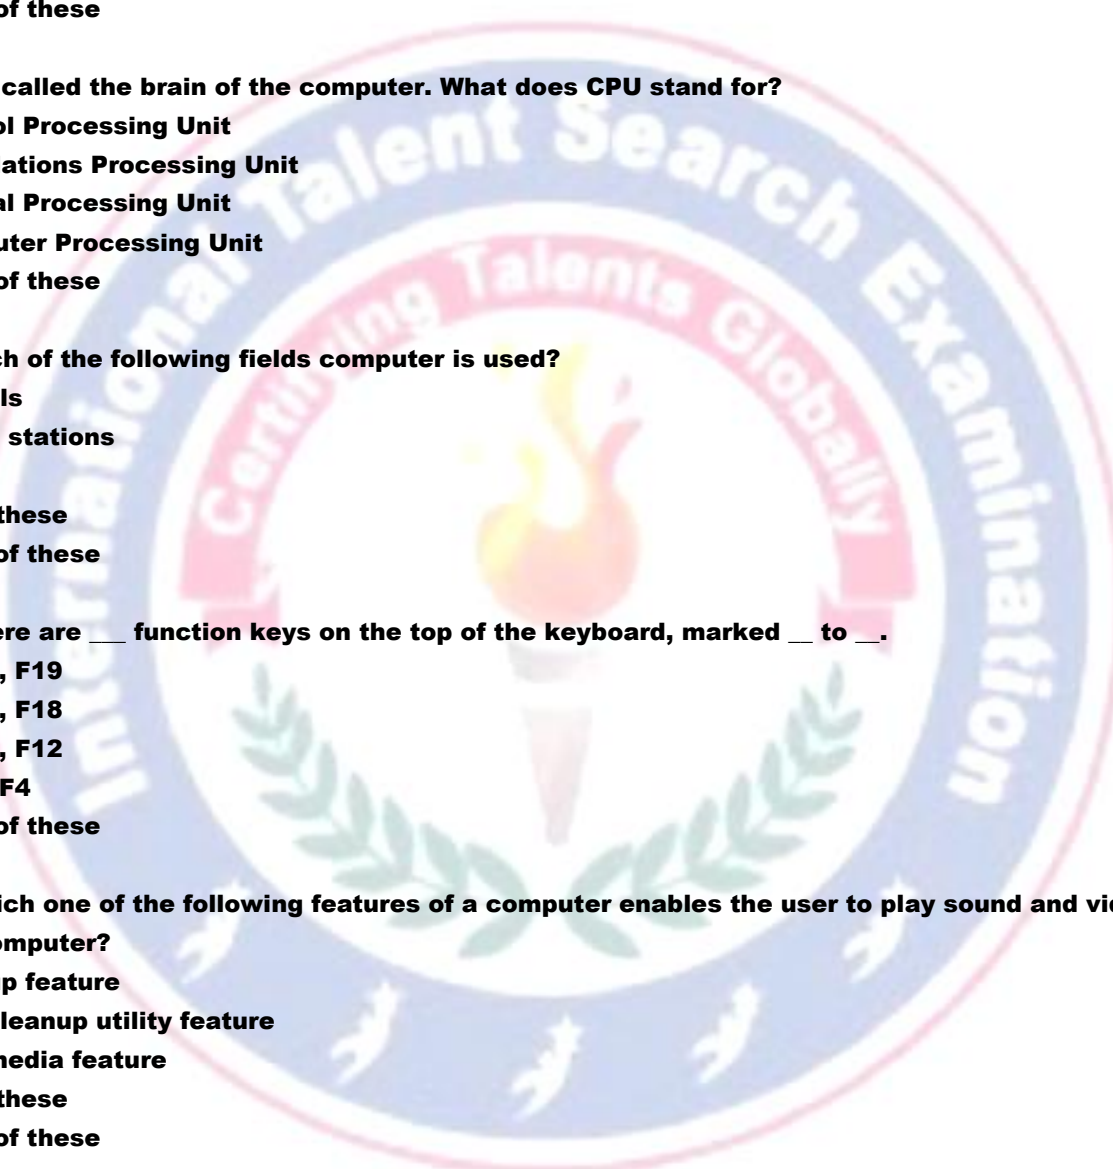 of these
called the brain of the computer. What does CPU stand for?
ol Processing Unit
ations Processing Unit
al Processing Unit
uter Processing Unit
of these
ch of the following fields computer is used?
ls
stations
these
of these
ere are ___ function keys on the top of the keyboard, marked __ to __.
, F19
, F18
, F12
F4
of these
ich one of the following features of a computer enables the user to play sound and vid
omputer?
p feature
leanup utility feature
nedia feature
these
of these
International Talent Search Examination
Certifying Talents Globally